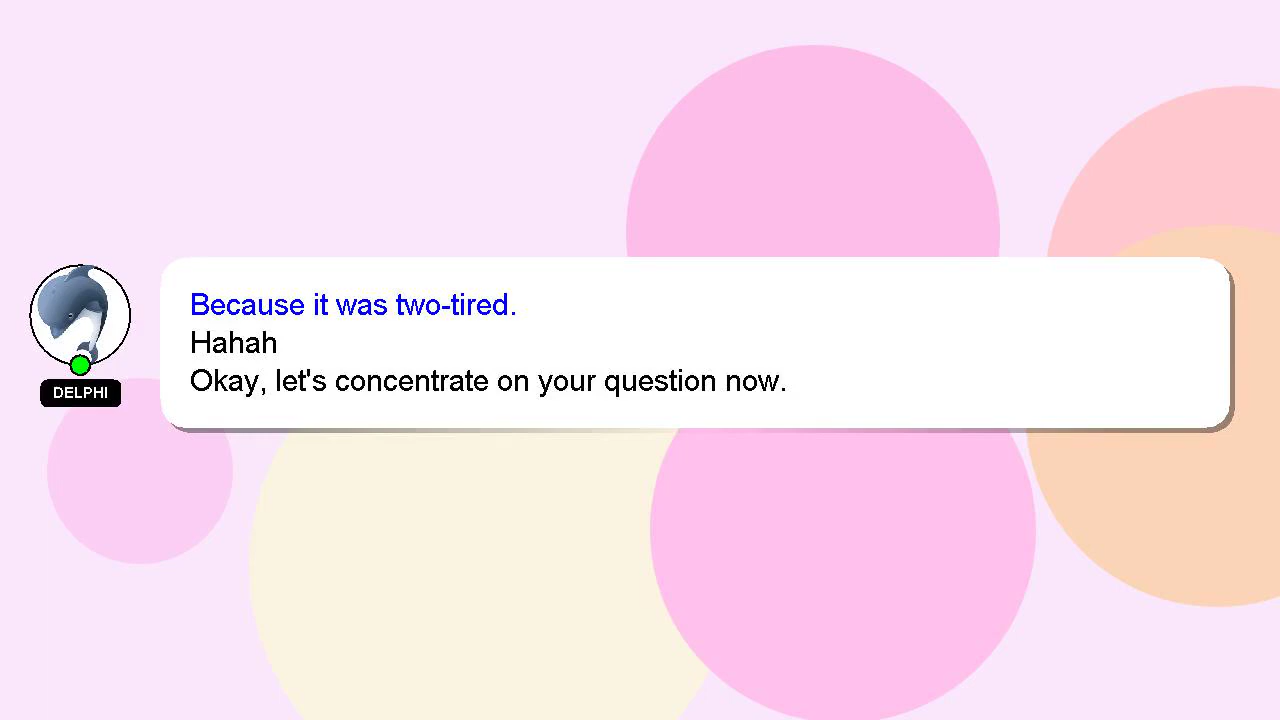 Because it was two-tired.
Hahah
Okay, let's concentrate on your question now.
DELPHI